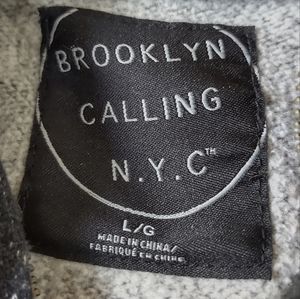 BROOKLYN
CALLING
N.Y.C™
L/G
MADE IN CHINA/
FABRIQUÉ EN CHINE